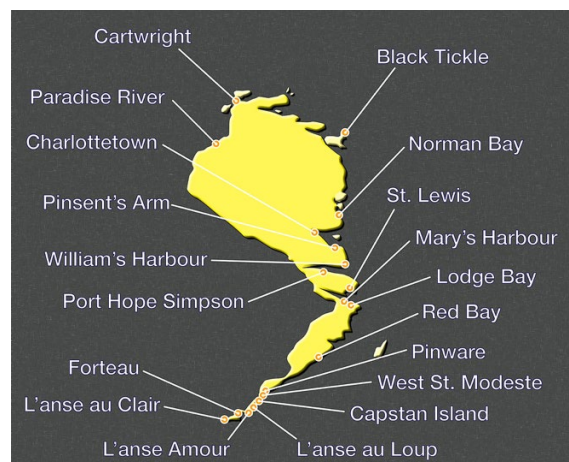 Cartwright
Black Tickle
Paradise River
Charlottetown
Norman Bay
St. Lewis
Pinsent's Arm
Mary's Harbour
William's Harbour
Lodge Bay
Port Hope Simpson
Red Bay
Pinware
Forteau
West St. Modeste
L'anse au Clair
Capstan Island
L'anse Amour
L'anse au Loup